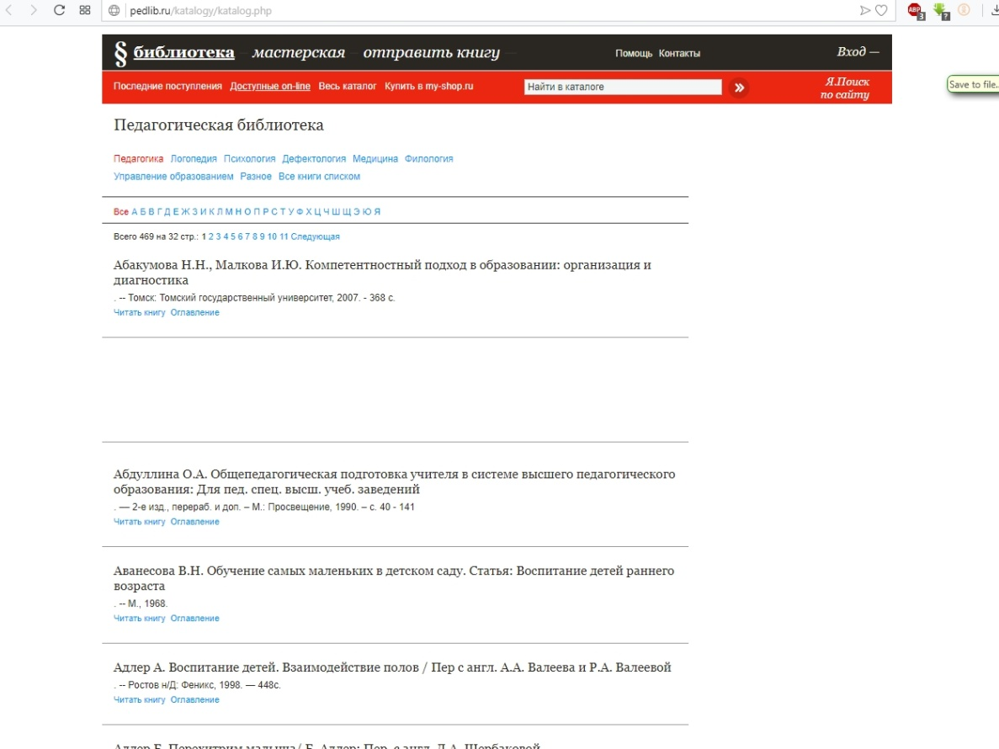 pedlib.ru/katalogy/katalog.php
ABP 3 ?
§ библиотека — мастерская — отправить книгу —
Помощь Контакты
Вход —
Последние поступления Доступные on-line Весь каталог Купить в my-shop.ru
Найти в каталоге »
Я.Поиск
по сайту
Save to file..
Педагогическая библиотека
Педагогика Логопедия Психология Дефектология Медицина Филология
Управление образованием Разное Все книги списком
Все А Б В Г Д Е Ж З И К Л М Н О П Р С Т У Ф Х Ц Ч Ш Щ Э Ю Я
Всего 469 на 32 стр.: 1 2 3 4 5 6 7 8 9 10 11 Следующая
Абакумова Н.Н., Малкова И.Ю. Компетентностный подход в образовании: организация и
диагностика
. -- Томск: Томский государственный университет, 2007. - 368 с.
Читать книгу Оглавление
Абдуллина О.А. Общепедагогическая подготовка учителя в системе высшего педагогического
образования: Для пед. спец. высш. учеб. заведений
. — 2-е изд., перераб. и доп. – М.: Просвещение, 1990. – с. 40 - 141
Читать книгу Оглавление
Аванесова В.Н. Обучение самых маленьких в детском саду. Статья: Воспитание детей раннего
возраста
. -- М., 1968.
Читать книгу Оглавление
Адлер А. Воспитание детей. Взаимодействие полов / Пер с англ. А.А. Валеева и Р.А. Валеевой
. -- Ростов н/Д: Феникс, 1998. — 448с.
Читать книгу Оглавление
Адлер Б. Перехитрим малыша/ Б. Адлер; Пер. с англ. Л.А. Щербаковой